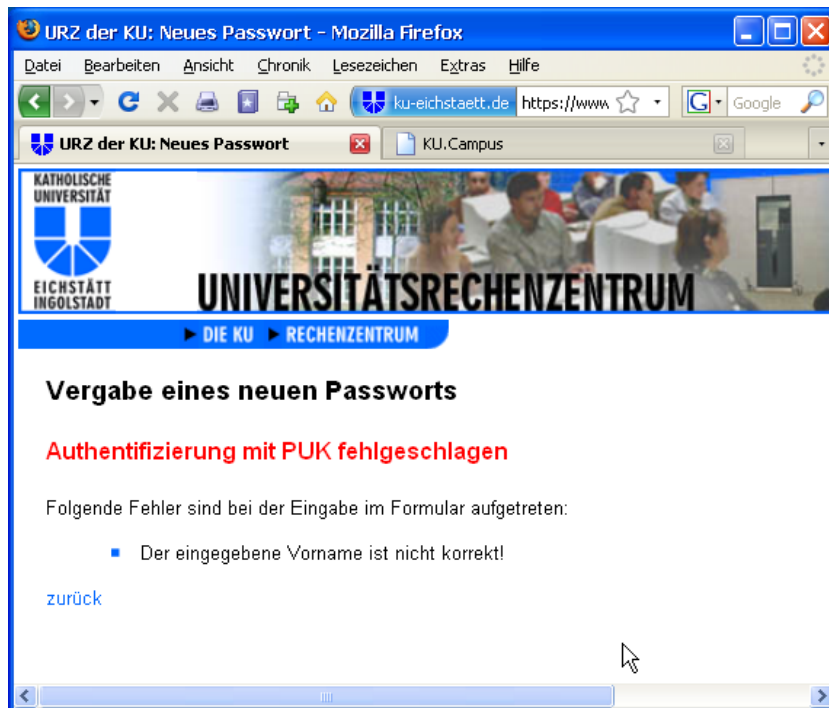 URZ der KU: Neues Passwort - Mozilla Firefox
Datei Bearbeiten Ansicht Chronik Lesezeichen Extras Hilfe
ku-eichstaett.de https://www. G Google
URZ der KU: Neues Passwort KU.Campus
KATHOLISCHE
UNIVERSITÄT
EICHSTÄTT
INGOLSTADT
UNIVERSITÄTSRECHENZENTRUM
DIE KU RECHENZENTRUM
Vergabe eines neuen Passworts
Authentifizierung mit PUK fehlgeschlagen
Folgende Fehler sind bei der Eingabe im Formular aufgetreten:
Der eingegebene Vorname ist nicht korrekt!
zurück